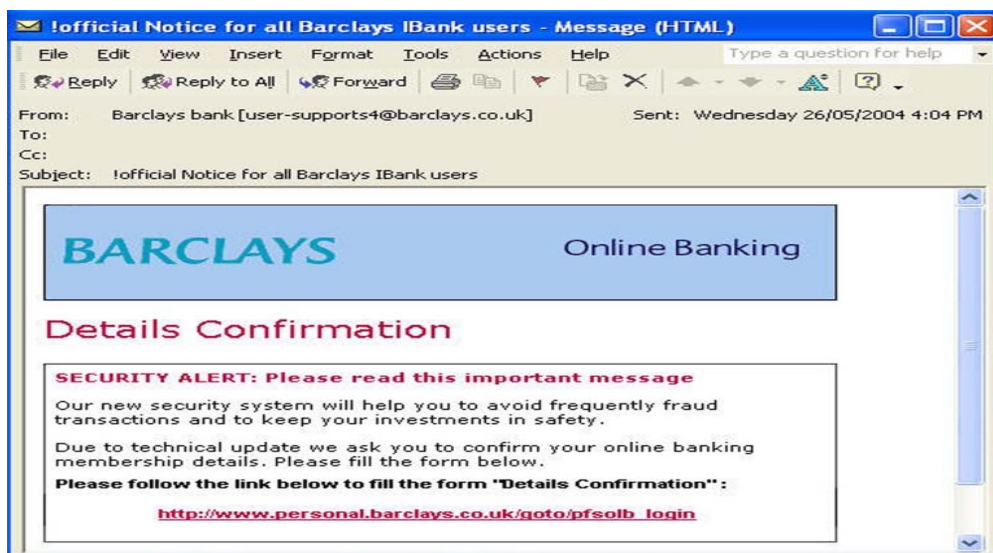 !official Notice for all Barclays IBank users - Message (HTML)
File Edit View Insert Format Tools Actions Help Type a question for help
Reply Reply to All Forward
From: Barclays bank [user-supports4@barclays.co.uk] Sent: Wednesday 26/05/2004 4:04 PM
To:
Cc:
Subject: !official Notice for all Barclays IBank users
BARCLAYS Online Banking
Details Confirmation
SECURITY ALERT: Please read this important message
Our new security system will help you to avoid frequently fraud
transactions and to keep your investments in safety.
Due to technical update we ask you to confirm your online banking
membership details. Please fill the form below.
Please follow the link below to fill the form "Details Confirmation" :
http://www.personal.barclays.co.uk/goto/pfsolb_login